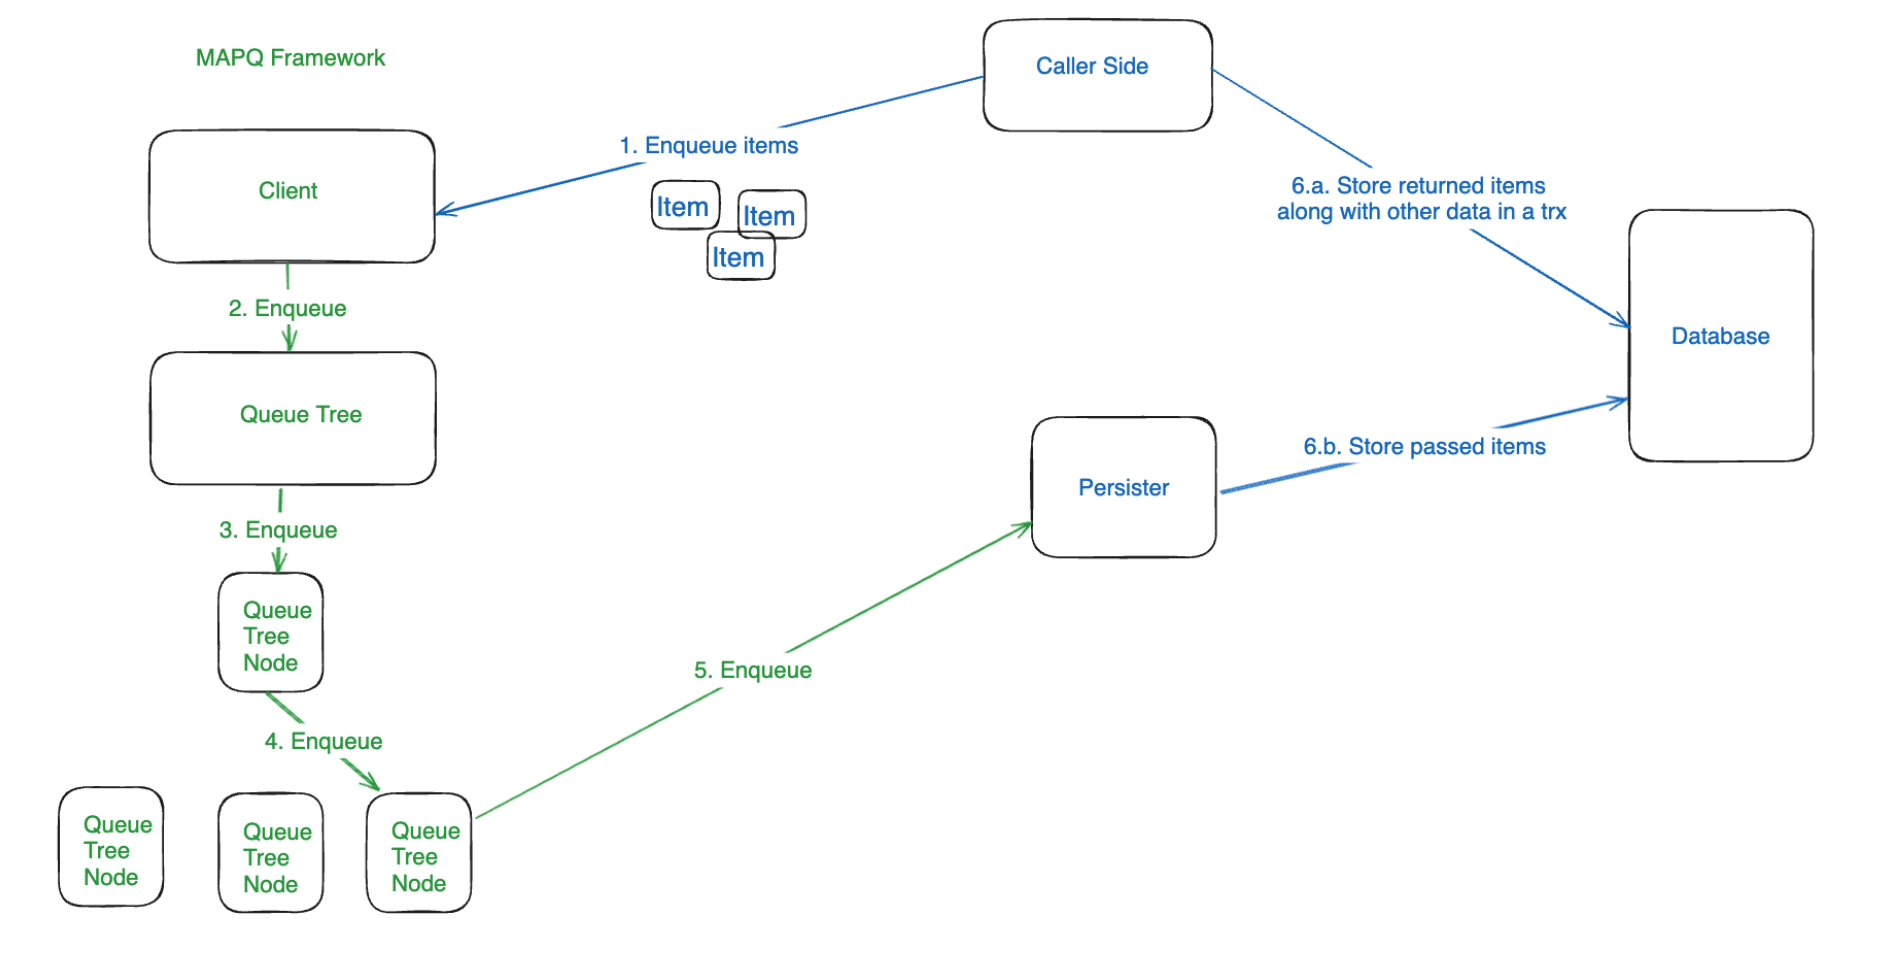 MAPQ Framework
Caller Side
1. Enqueue items
Client
Item
Item
Item
6.a. Store returned items
along with other data in a trx
2. Enqueue
Database
Queue Tree
6.b. Store passed items
Persister
3. Enqueue
Queue
Tree
Node
5. Enqueue
4. Enqueue
Queue
Tree
Node
Queue
Tree
Node
Queue
Tree
Node